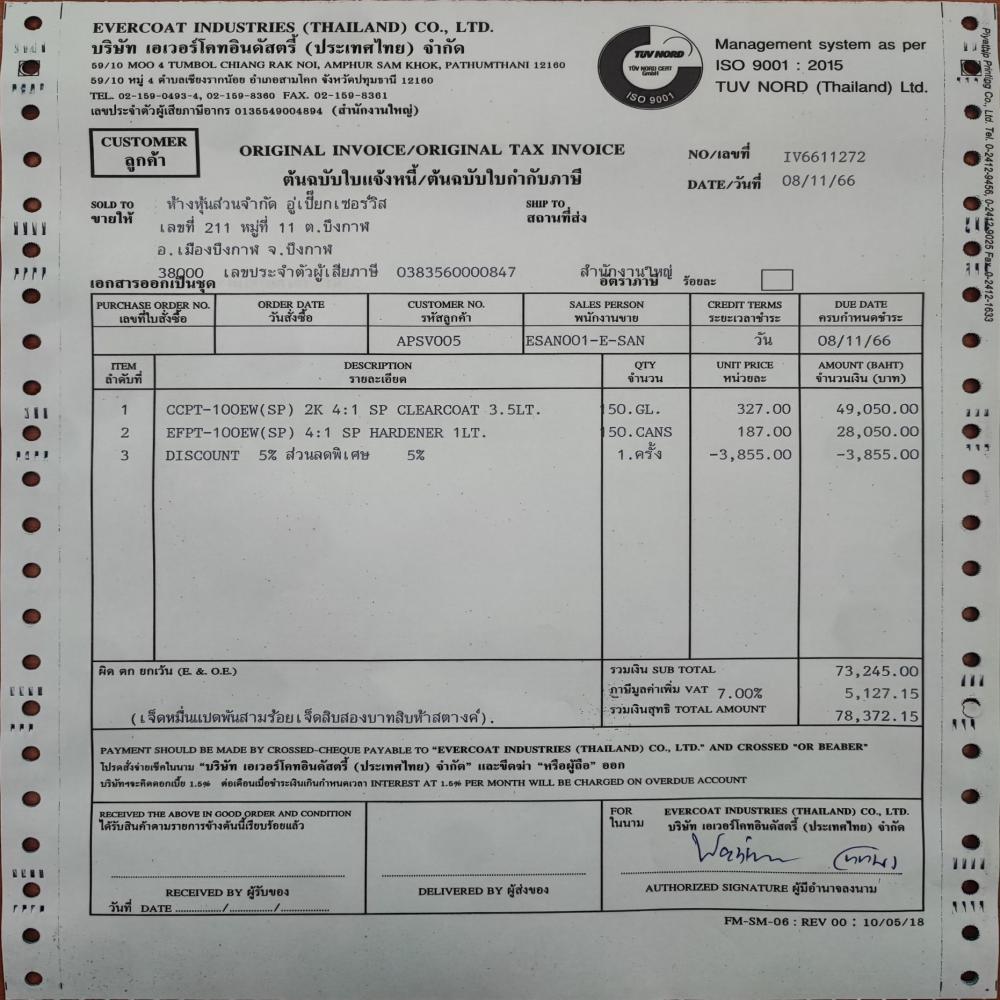 EVERCOAT INDUSTRIES (THAILAND) CO., LTD.
บริษัท เอเวอร์โคทอินดัสตรี้ (ประเทศไทย) จำกัด
59/10 MOO 4 TUMBOL CHIANG RAK NOI, AMPHUR SAM KHOK, PATHUMTHANI 12160
59/10 หมู่ 4 ตำบลเชียงรากน้อย อำเภอสามโคก จังหวัดปทุมธานี 12160
TEL. 02-159-0493-4, 02-159-8360 FAX. 02-159-8361
เลขประจำตัวผู้เสียภาษีอากร 0135549004894 (สำนักงานใหญ่)
TUV NORD
TÜV NORD CERT
GmbH
ISO 9001
Management system as per
ISO 9001 : 2015
TUV NORD (Thailand) Ltd.
Piyathip Printing Co., Ltd. Tel. 0-2412-9456, 0-2412-9025 Fax. 0-2412-1633
CUSTOMER
ลูกค้า
ORIGINAL INVOICE/ORIGINAL TAX INVOICE
ต้นฉบับใบแจ้งหนี้/ต้นฉบับใบกำกับภาษี
NO/เลขที่ IV6611272
DATE/วันที่ 08/11/66
SOLD TO ห้างหุ้นส่วนจำกัด อู่เปี๊ยกเซอร์วิส SHIP TO
ขายให้ เลขที่ 211 หมู่ที่ 11 ต.บึงกาฬ สถานที่ส่ง
อ.เมืองบึงกาฬ จ.บึงกาฬ
38000 เลขประจำตัวผู้เสียภาษี 0383560000847 สำนักงานใหญ่
เอกสารออกเป็นชุด อัตราภาษี ร้อยละ
PURCHASE ORDER NO. ORDER DATE CUSTOMER NO. SALES PERSON CREDIT TERMS DUE DATE
เลขที่ใบสั่งซื้อ วันสั่งซื้อ รหัสลูกค้า พนักงานขาย ระยะเวลาชำระ ครบกำหนดชำระ
APSV005 ESAN001-E-SAN วัน 08/11/66
ITEM DESCRIPTION QTY UNIT PRICE AMOUNT (BAHT)
ลำดับที่ รายละเอียด จำนวน หน่วยละ จำนวนเงิน (บาท)
1 CCPT-100EW(SP) 2K 4:1 SP CLEARCOAT 3.5LT. 150.GL. 327.00 49,050.00
2 EFPT-100EW(SP) 4:1 SP HARDENER 1LT. 150.CANS 187.00 28,050.00
3 DISCOUNT 5% ส่วนลดพิเศษ 5% 1.ครั้ง -3,855.00 -3,855.00
ผิด ตก ยกเว้น (E. & O.E.) รวมเงิน SUB TOTAL 73,245.00
ภาษีมูลค่าเพิ่ม VAT 7.00% 5,127.15
(เจ็ดหมื่นแปดพันสามร้อยเจ็ดสิบสองบาทสิบห้าสตางค์). รวมเงินสุทธิ TOTAL AMOUNT 78,372.15
PAYMENT SHOULD BE MADE BY CROSSED-CHEQUE PAYABLE TO "EVERCOAT INDUSTRIES (THAILAND) CO., LTD." AND CROSSED "OR BEABER"
โปรดสั่งจ่ายเช็คในนาม "บริษัท เอเวอร์โคทอินดัสตรี้ (ประเทศไทย) จำกัด" และขีดฆ่า "หรือผู้ถือ" ออก
บริษัทฯจะคิดดอกเบี้ย 1.5% ต่อเดือนเมื่อชำระเงินเกินกำหนดเวลา INTEREST AT 1.5% PER MONTH WILL BE CHARGED ON OVERDUE ACCOUNT
RECEIVED THE ABOVE IN GOOD ORDER AND CONDITION
ได้รับสินค้าตามรายการข้างต้นนี้เรียบร้อยแล้ว
FOR EVERCOAT INDUSTRIES (THAILAND) CO., LTD.
ในนาม บริษัท เอเวอร์โคทอินดัสตรี้ (ประเทศไทย) จำกัด
RECEIVED BY ผู้รับของ DELIVERED BY ผู้ส่งของ AUTHORIZED SIGNATURE ผู้มีอำนาจลงนาม
วันที่ DATE ............../............../..............
FM-SM-06 : REV 00 : 10/05/18